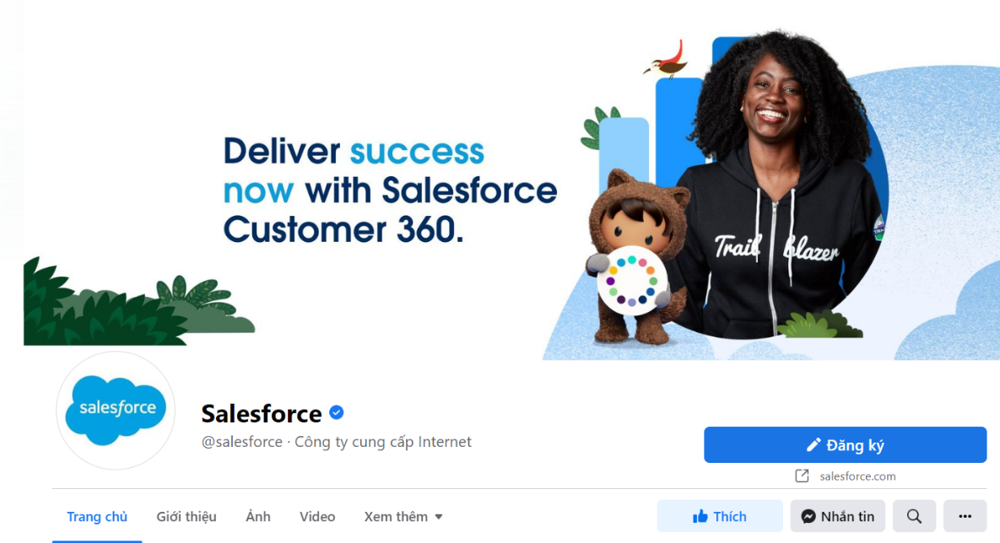 Deliver success
now with Salesforce
Customer 360.
Trail blazer
salesforce
Salesforce
@salesforce · Công ty cung cấp Internet
Đăng ký
salesforce.com
Trang chủ Giới thiệu Ảnh Video Xem thêm
Thích Nhắn tin